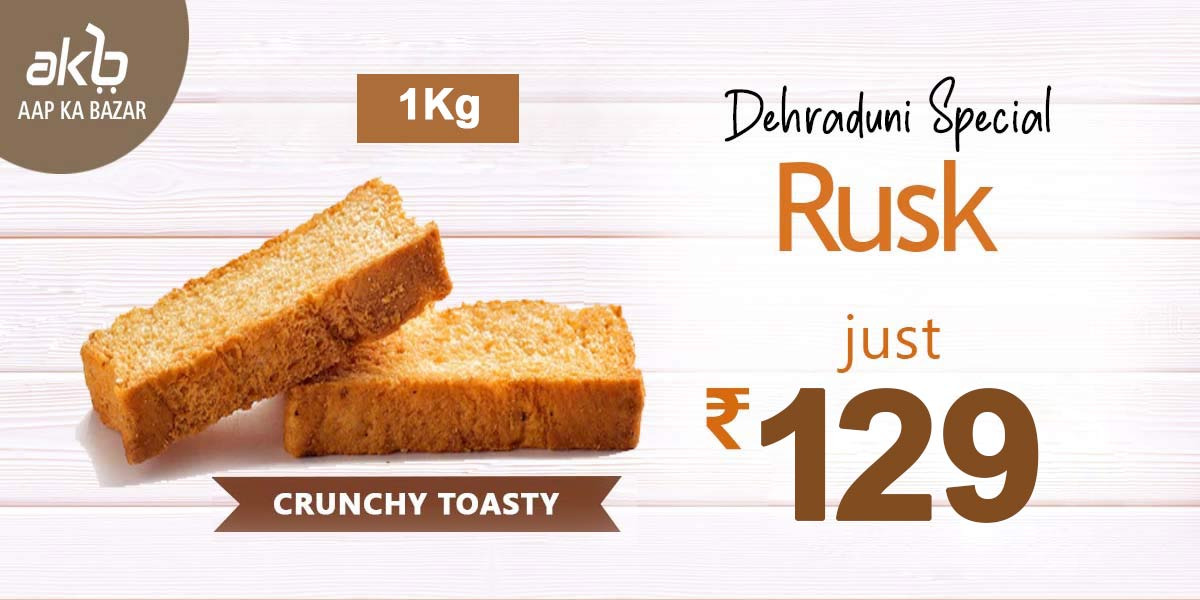 akb
AAP KA BAZAR
1Kg
Dehraduni Special
Rusk
just
₹129
CRUNCHY TOASTY